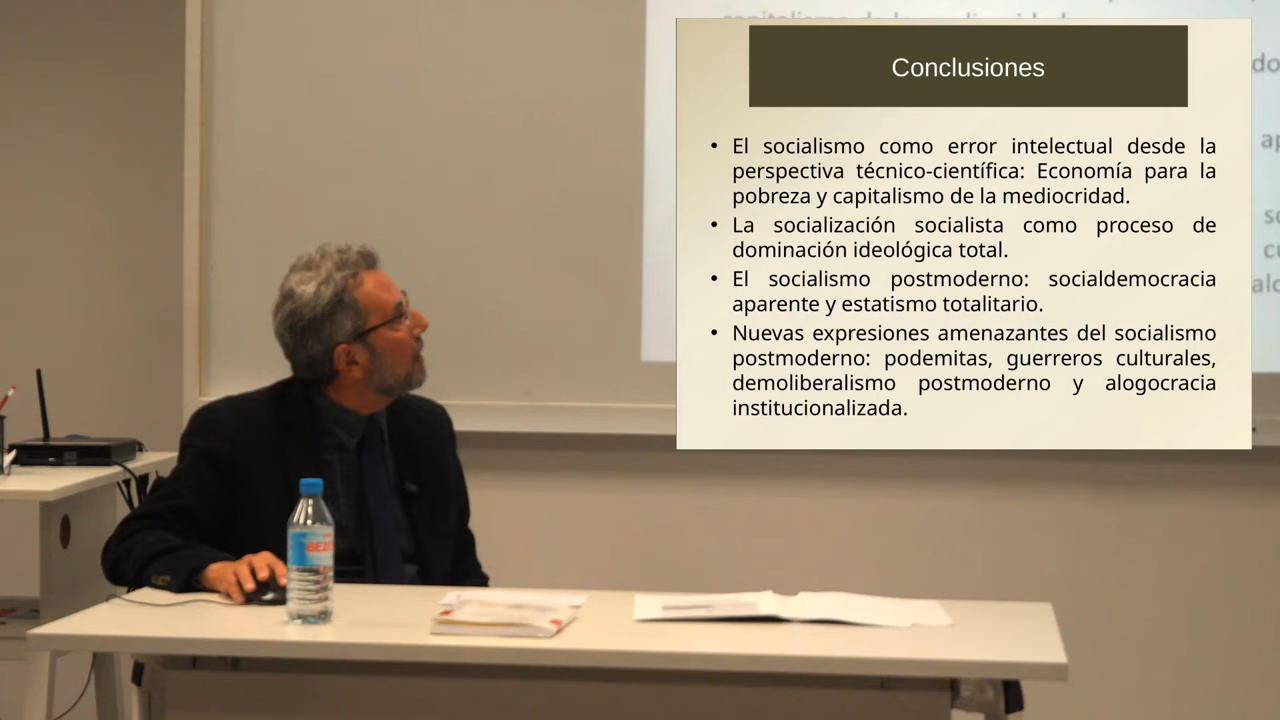 Conclusiones
• El socialismo como error intelectual desde la
perspectiva técnico-científica: Economía para la
pobreza y capitalismo de la mediocridad.
• La socialización socialista como proceso de
dominación ideológica total.
• El socialismo postmoderno: socialdemocracia
aparente y estatismo totalitario.
• Nuevas expresiones amenazantes del socialismo
postmoderno: podemitas, guerreros culturales,
demoliberalismo postmoderno y alogocracia
institucionalizada.